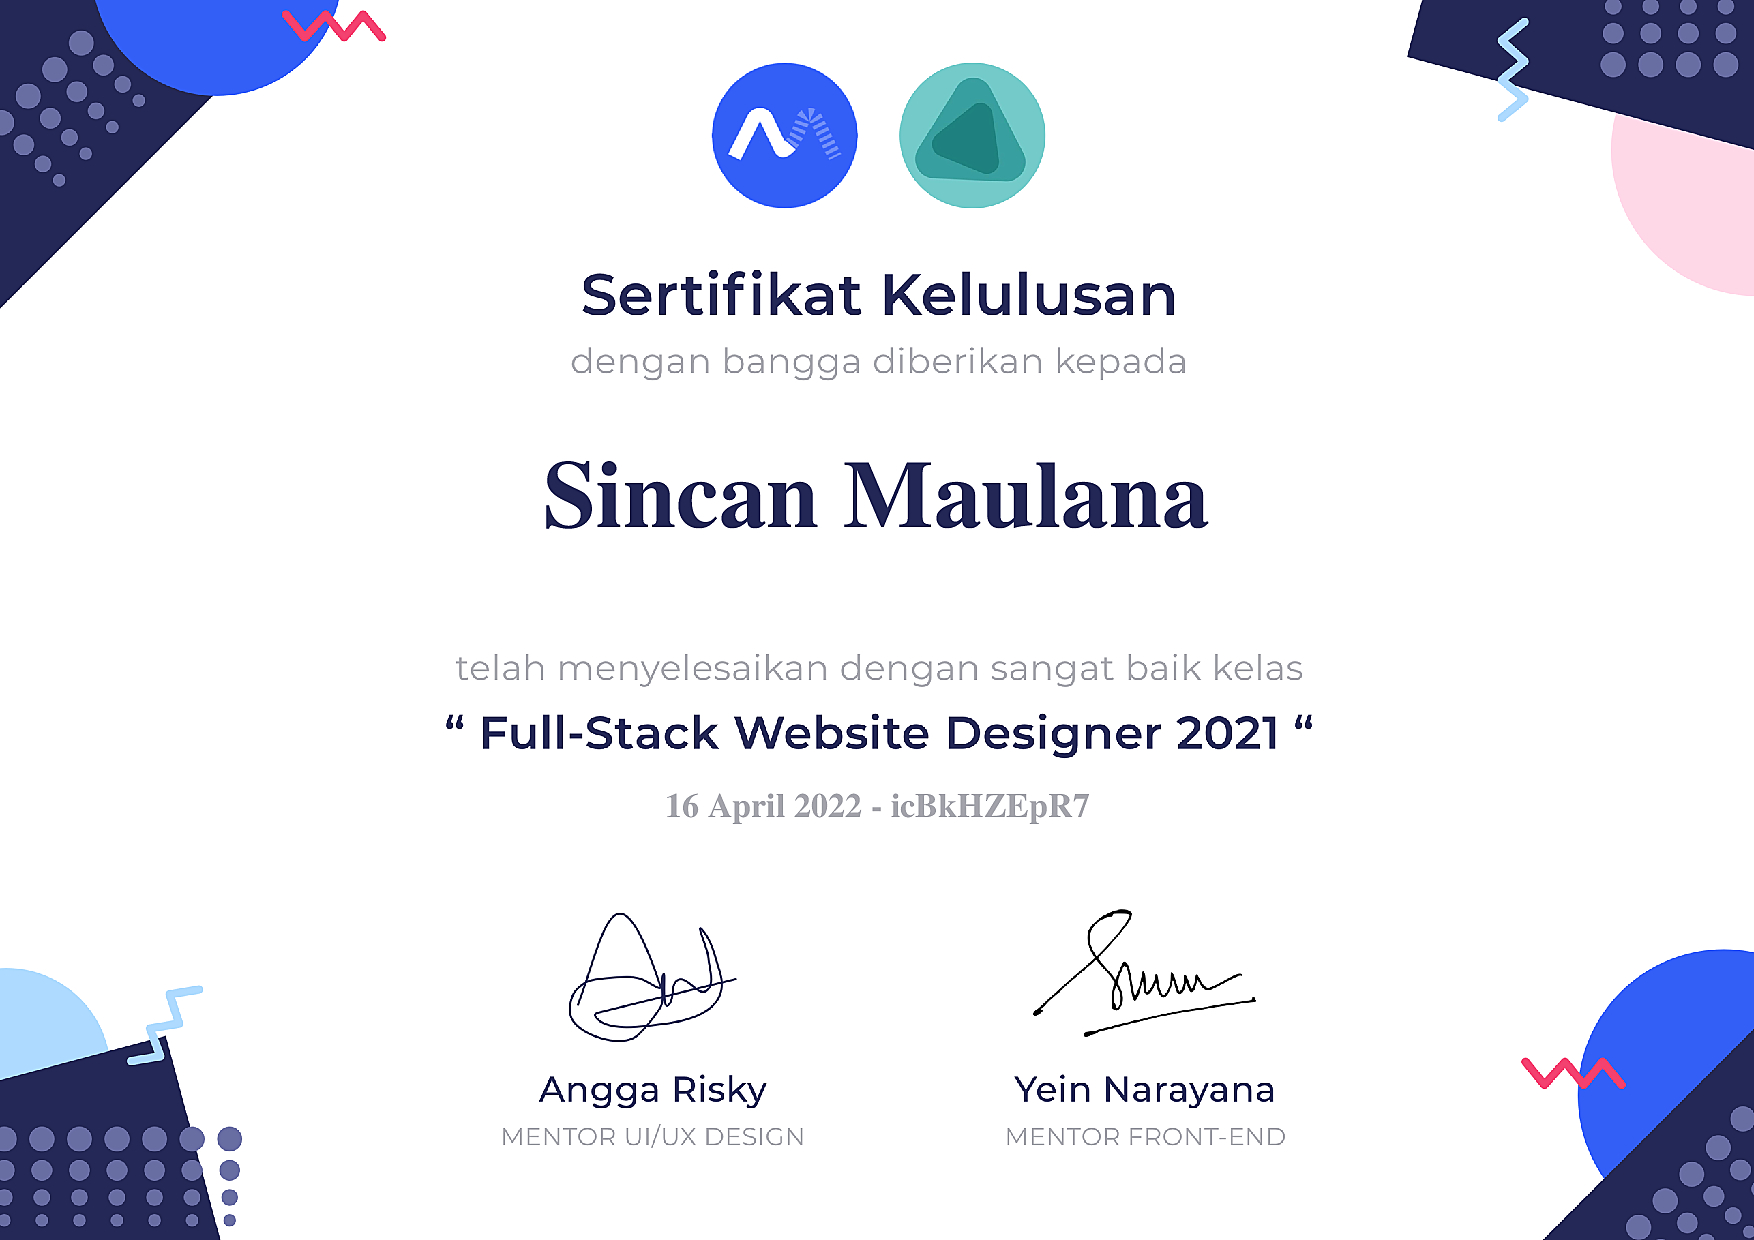 Sertifikat Kelulusan
dengan bangga diberikan kepada
Sincan Maulana
telah menyelesaikan dengan sangat baik kelas
“ Full-Stack Website Designer 2021 “
16 April 2022 - icBkHZEpR7
Angga Risky
MENTOR UI/UX DESIGN
Yein Narayana
MENTOR FRONT-END